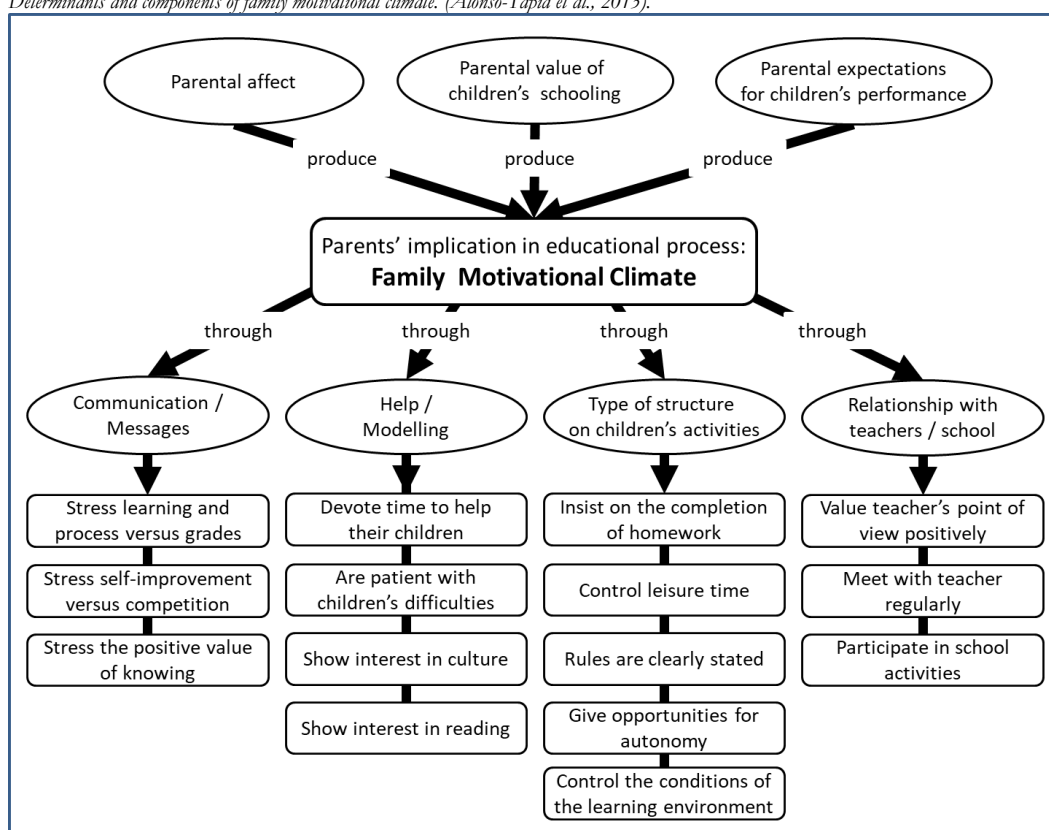 Determinants and components of family motivational climate. (Alonso-Tapia et al., 2013).
Parental affect
Parental value of
children's schooling
Parental expectations
for children's performance
produce
produce
produce
Parents' implication in educational process:
Family Motivational Climate
through
through
through
through
Communication /
Messages
Help /
Modelling
Type of structure
on children's activities
Relationship with
teachers / school
Stress learning and
process versus grades
Stress self-improvement
versus competition
Stress the positive value
of knowing
Devote time to help
their children
Are patient with
children's difficulties
Show interest in culture
Show interest in reading
Insist on the completion
of homework
Control leisure time
Rules are clearly stated
Give opportunities for
autonomy
Control the conditions of
the learning environment
Value teacher's point of
view positively
Meet with teacher
regularly
Participate in school
activities